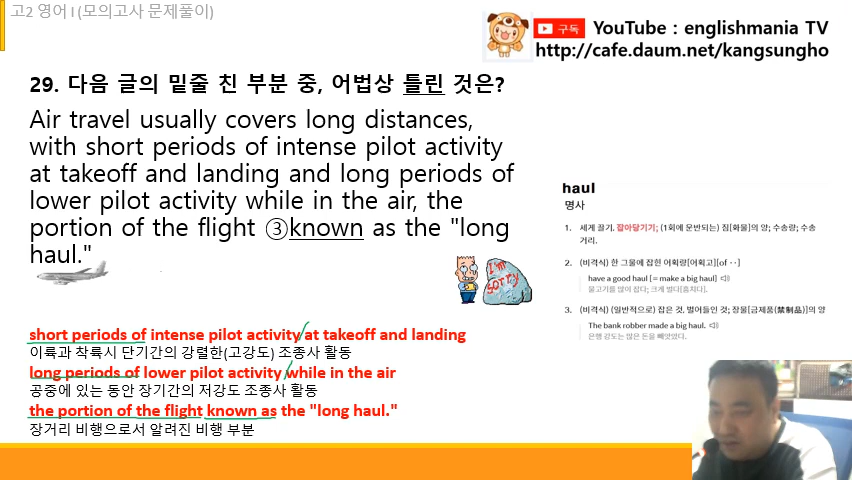 고2 영어 I (모의고사 문제풀이)
구독
YouTube : englishmania TV
http://cafe.daum.net/kangsungho
29. 다음 글의 밑줄 친 부분 중, 어법상 틀린 것은?
Air travel usually covers long distances,
with short periods of intense pilot activity
at takeoff and landing and long periods of
lower pilot activity while in the air, the
portion of the flight ③known as the "long
haul."
I'm
sorry
short periods of intense pilot activity at takeoff and landing
이륙과 착륙시 단기간의 강렬한(고강도) 조종사 활동
long periods of lower pilot activity while in the air
공중에 있는 동안 장기간의 저강도 조종사 활동
the portion of the flight known as the "long haul."
장거리 비행으로서 알려진 비행 부분
haul
명사
1. 세게 끌기. 잡아당기기; (1회에 운반되는) 짐[화물]의 양; 수송량; 수송
거리.
2. (비격식) 한 그물에 잡힌 어획량[어획고][of ‥]
have a good haul [= make a big haul]
물고기를 많이 잡다; 크게 벌다[훔치다].
3. (비격식) (일반적으로) 잡은 것, 벌어들인 것; 장물[금제품(禁制品)]의 양
The bank robber made a big haul.
은행 강도는 많은 돈을 빼앗았다.